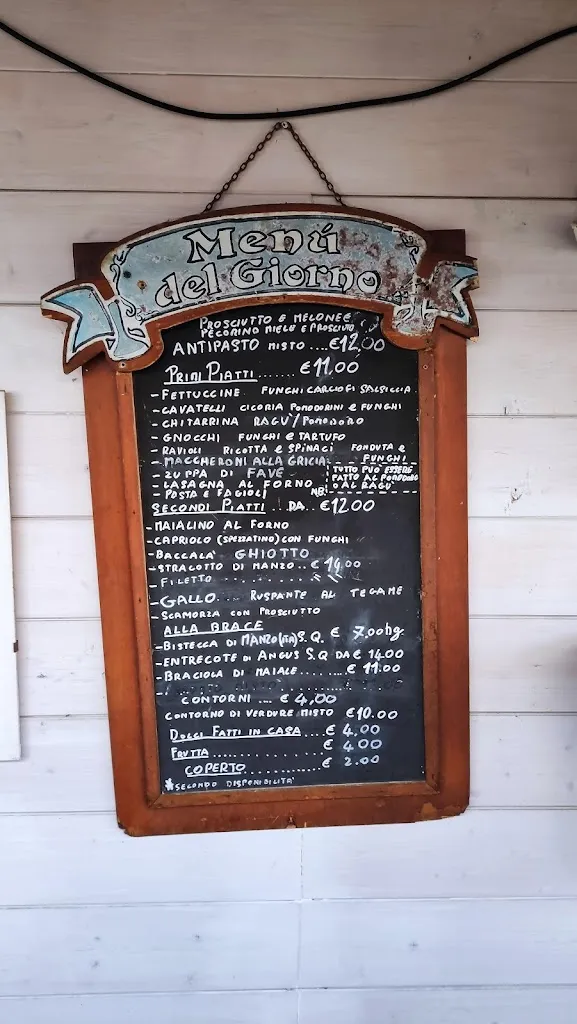 Menú
del Giorno
PROSCIUTTO E MELONE E
PECORINO MIELE E PROSCIUTTO
ANTIPASTO MISTO ... €12,00
PRIMI PIATTI ....... €11,00
- FETTUCCINE FUNGHI CARCIOFI SALSICCIA
- CAVATELLI CICORIA POMODORINI e FUNGHI
- CHITARRINA RAGU'/POMODORO
- GNOCCHI FUNGHI e TARTUFO
- RAVIOLI RICOTTA e SPINACI FONDUTA e FUNGHI
- MACCHERONI ALLA GRICIA
- ZUPPA DI FAVE
- LASAGNA AL FORNO
- PASTA E FAGIOLI
NB: TUTTO PUO' ESSERE
FATTO AL POMODORO
O AL RAGU'
SECONDI PIATTI .. DA.. €12.00
- MAIALINO AL FORNO
- CAPRIOLO (SPEZZATINO) CON FUNGHI
- BACCALA' GHIOTTO
- STRACOTTO DI MANZO .. € 14,00
- FILETTO
- GALLO RUSPANTE AL TEGAME
- SCAMORZA CON PROSCIUTTO
ALLA BRACE
- BISTECCA DI MANZO S.Q. € 7.00hg.
- ENTRECOTE DI ANGUS S.Q DA € 14.00
- BRACIOLA DI MAIALE ....... € 11.00
CONTORNI .... € 4,00
CONTORNO DI VERDURE MISTO €10.00
DOLCI FATTI IN CASA ....€ 4.00
FRUTTA .............. € 4.00
COPERTO ............ € 2.00
*SECONDO DISPONIBILITA'